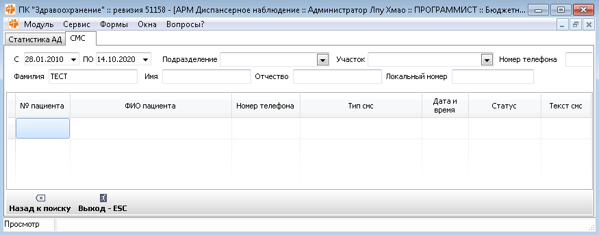 ПК "Здравоохранение" :: ревизия 51158 - [АРМ Диспансерное наблюдение :: Администратор Лпу Хмао :: ПРОГРАММИСТ :: Бюджетн...
Модуль Сервис Формы Окна Вопросы?
Статистика АД СМС
С 28.01.2010 ПО 14.10.2020 Подразделение Участок Номер телефона
Фамилия ТЕСТ Имя Отчество Локальный номер
№ пациента ФИО пациента Номер телефона Тип смс Дата и время Статус Текст смс
Назад к поиску Выход - ESC
Просмотр